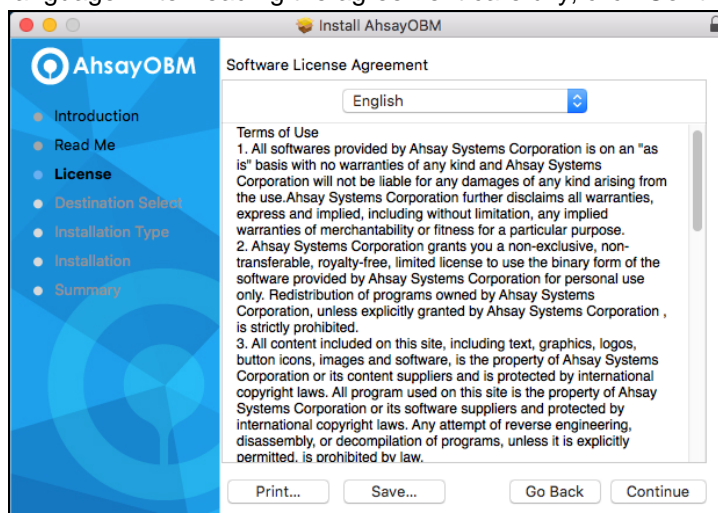 Install AhsayOBM
AhsayOBM
Introduction
Read Me
License
Destination Select
Installation Type
Installation
Summary
Software License Agreement
English
Terms of Use
1. All softwares provided by Ahsay Systems Corporation is on an "as
is" basis with no warranties of any kind and Ahsay Systems
Corporation will not be liable for any damages of any kind arising from
the use.Ahsay Systems Corporation further disclaims all warranties,
express and implied, including without limitation, any implied
warranties of merchantability or fitness for a particular purpose.
2. Ahsay Systems Corporation grants you a non-exclusive, non-
transferable, royalty-free, limited license to use the binary form of the
software provided by Ahsay Systems Corporation for personal use
only. Redistribution of programs owned by Ahsay Systems
Corporation, unless explicitly granted by Ahsay Systems Corporation ,
is strictly prohibited.
3. All content included on this site, including text, graphics, logos,
button icons, images and software, is the property of Ahsay Systems
Corporation or its content suppliers and is protected by international
copyright laws. All program used on this site is the property of Ahsay
Systems Corporation or its software suppliers and protected by
international copyright laws. Any attempt of reverse engineering,
disassembly, or decompilation of programs, unless it is explicitly
permitted, is prohibited by law.
Print...
Save...
Go Back
Continue